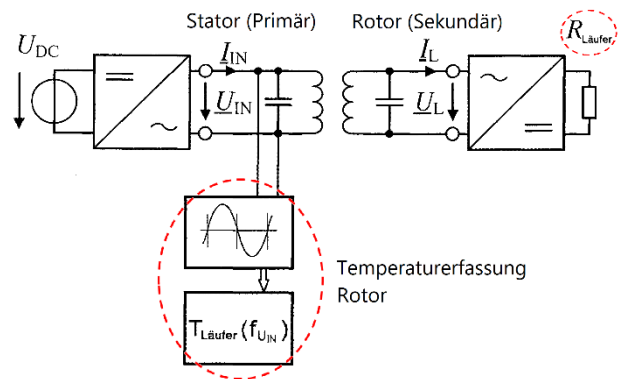 Stator (Primär)
Rotor (Sekundär)
R_Läufer
U_DC
I_IN
I_L
U_IN
U_L
Temperaturerfassung
Rotor
T_Läufer (f_U_IN)